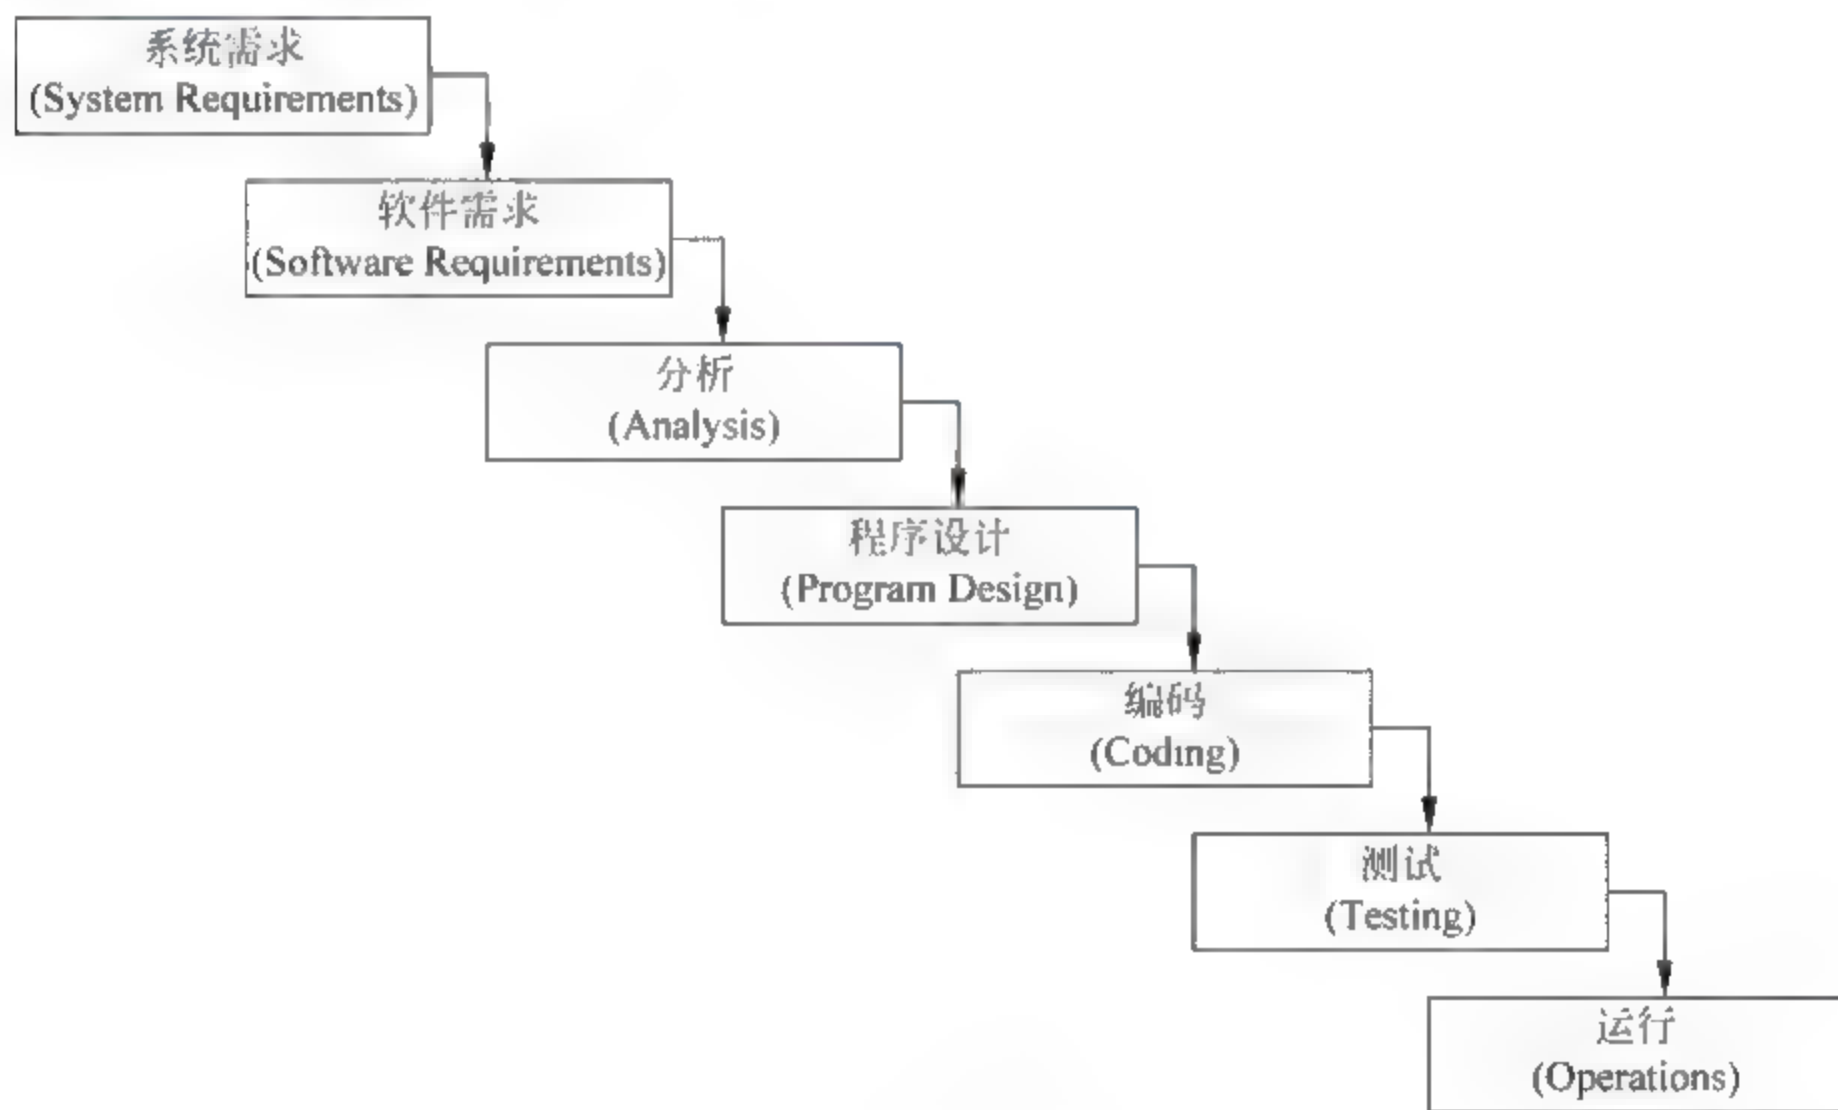 系统需求
(System Requirements)
软件需求
(Software Requirements)
分析
(Analysis)
程序设计
(Program Design)
编码
(Coding)
测试
(Testing)
运行
(Operations)